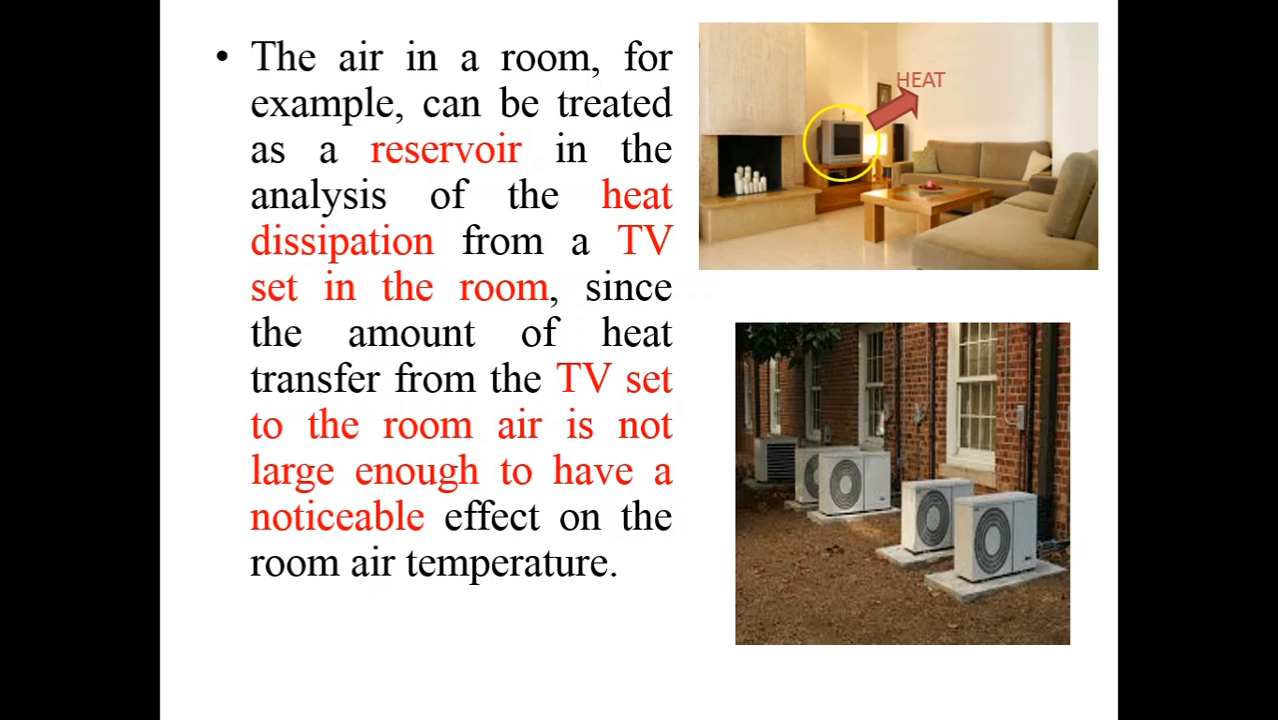 • The air in a room, for
example, can be treated
as a reservoir in the
analysis of the heat
dissipation from a TV
set in the room, since
the amount of heat
transfer from the TV set
to the room air is not
large enough to have a
noticeable effect on the
room air temperature.
HEAT